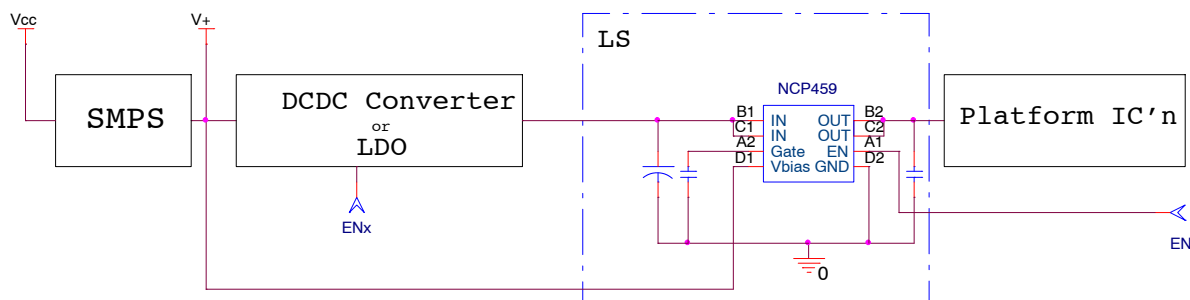 Vcc
V+
LS
SMPS
DCDC Converter
or
LDO
ENx
NCP459
B1 IN OUT B2
C1 IN OUT C2
A2 Gate EN A1
D1 Vbias GND D2
Platform IC'n
EN
0